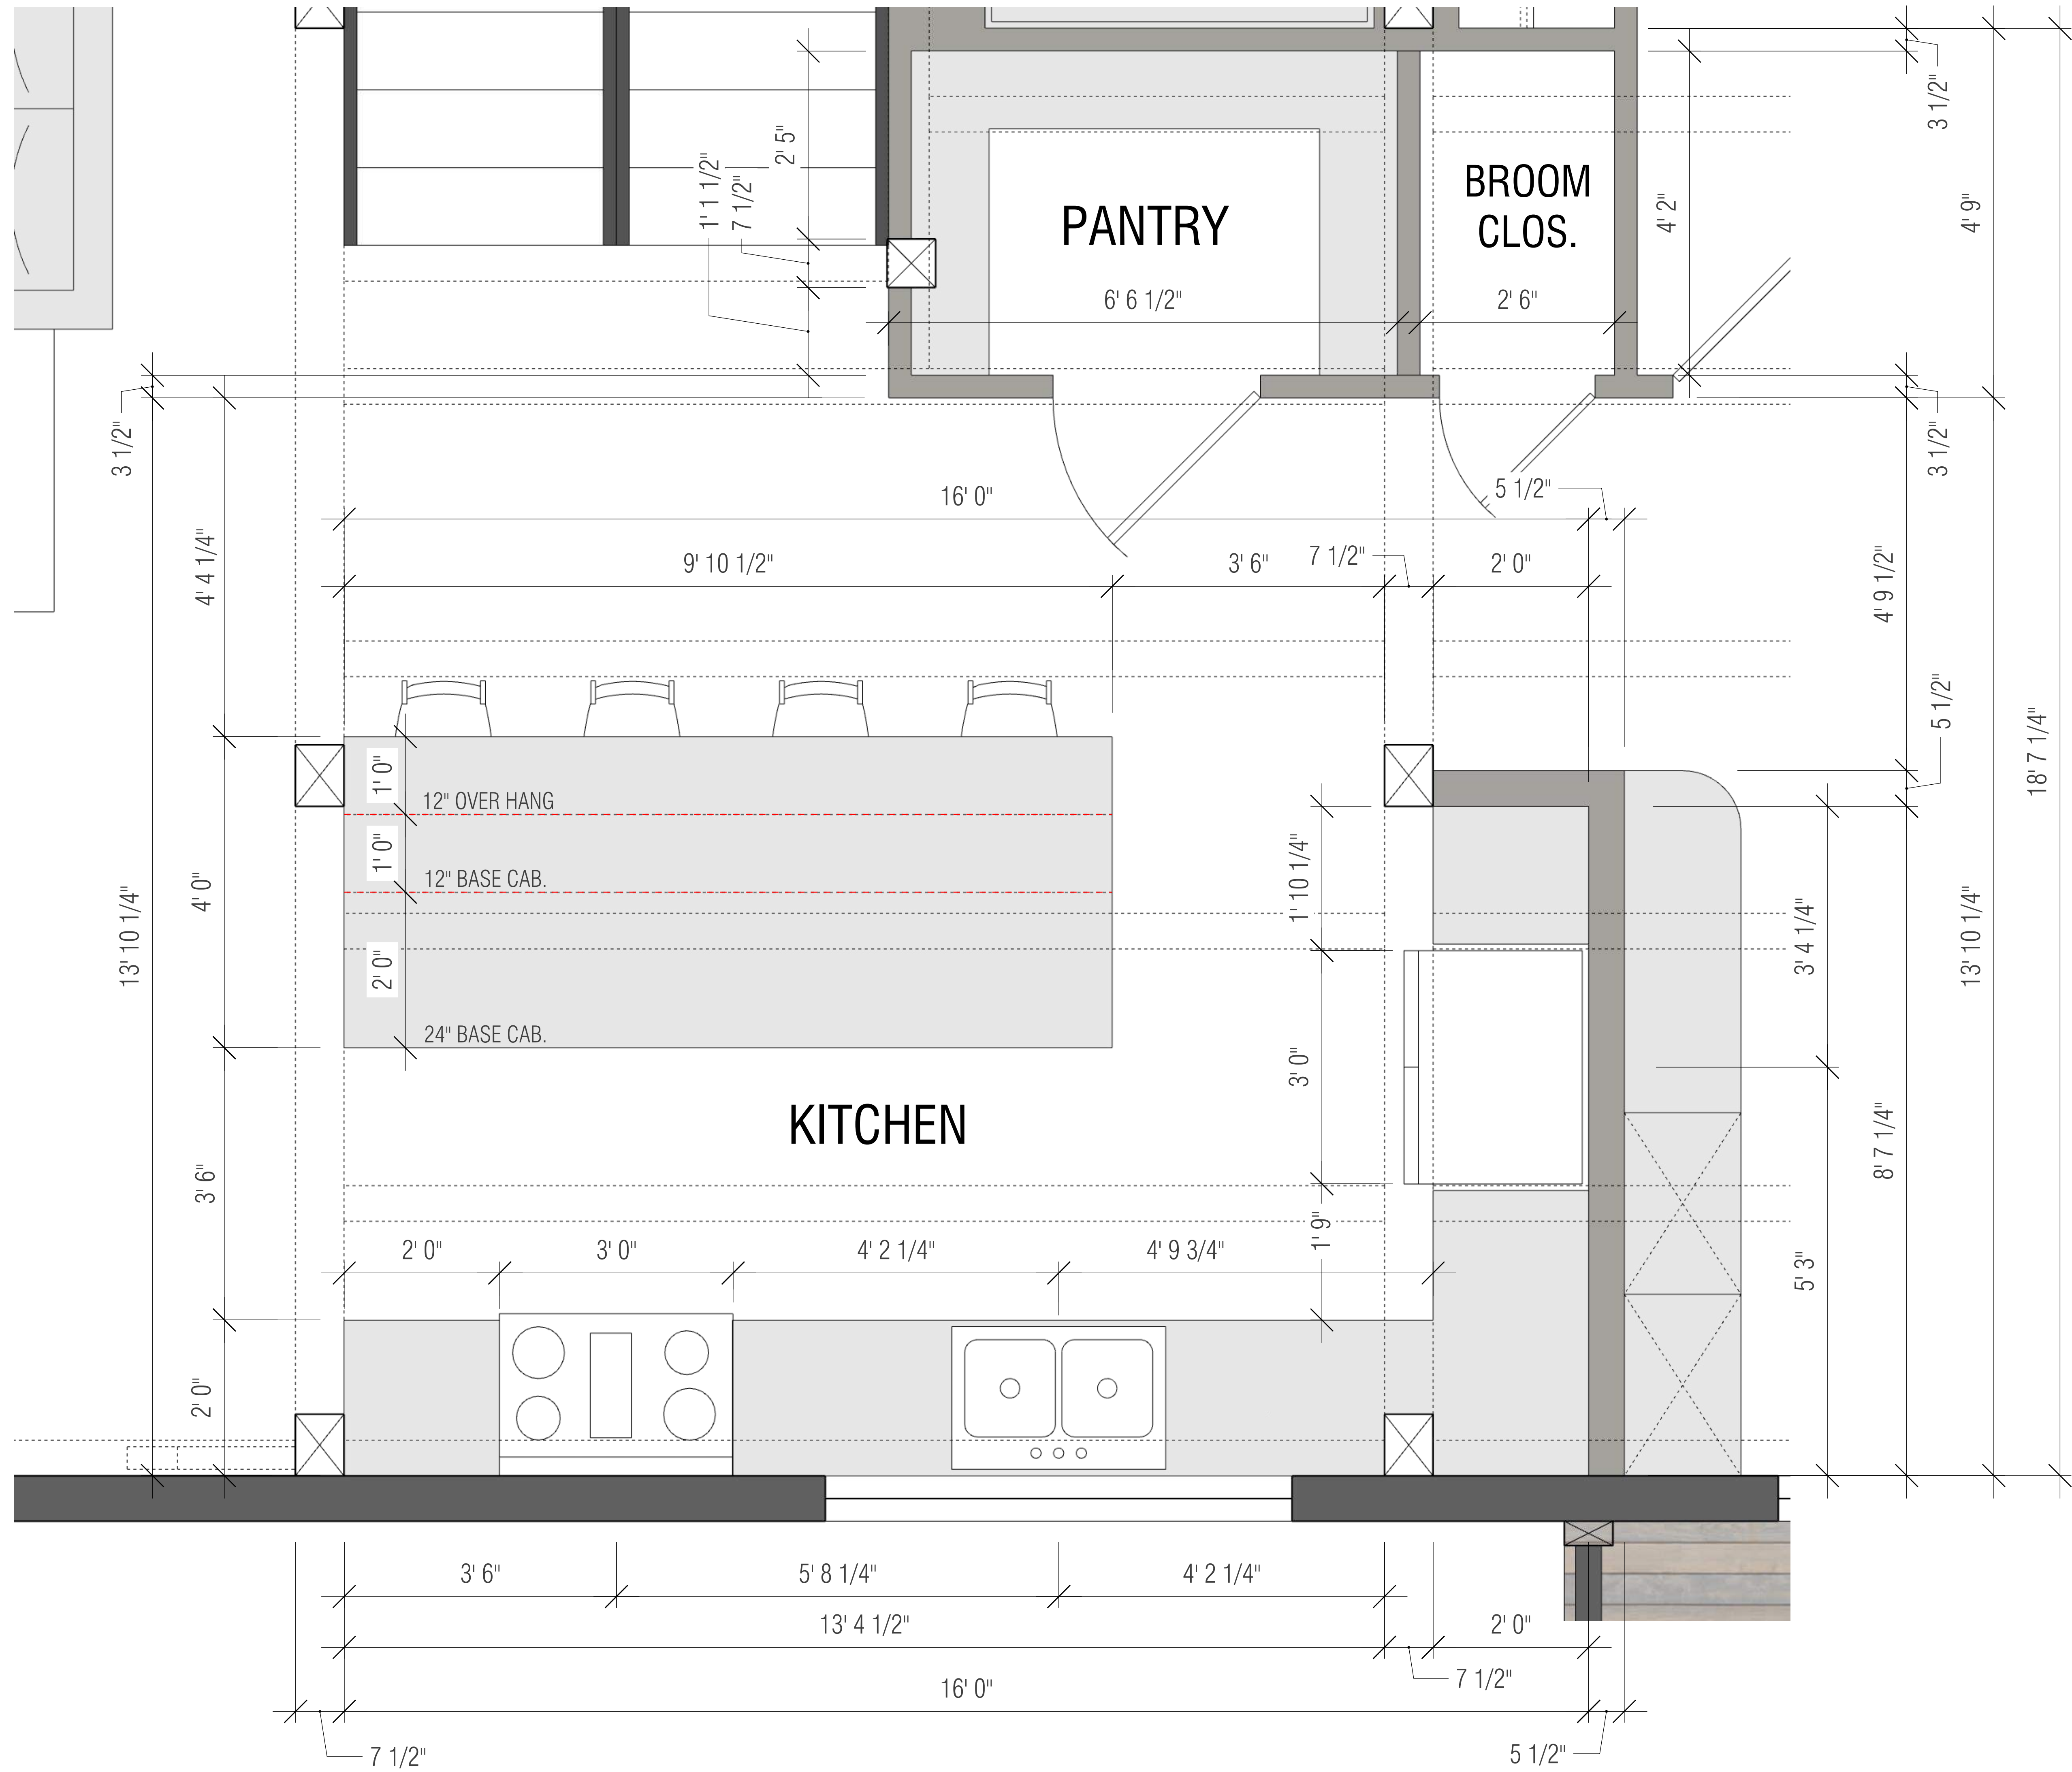 3 1/2"
2' 5"
1' 1 1/2"
7 1/2"
BROOM
CLOS.
PANTRY
4' 2"
4' 9"
6' 6 1/2"
2' 6"
3 1/2"
3 1/2"
16' 0"
5 1/2"
4' 4 1/4"
9' 10 1/2"
3' 6"
7 1/2"
2' 0"
4' 9 1/2"
5 1/2"
18' 7 1/4"
1' 0"
12" OVER HANG
1' 0"
12" BASE CAB.
4' 0"
13' 10 1/4"
2' 0"
24" BASE CAB.
1' 10 1/4"
3' 4 1/4"
13' 10 1/4"
3' 0"
KITCHEN
8' 7 1/4"
3' 6"
1' 9"
2' 0"
3' 0"
4' 2 1/4"
4' 9 3/4"
5' 3"
2' 0"
3' 6"
5' 8 1/4"
4' 2 1/4"
13' 4 1/2"
2' 0"
7 1/2"
16' 0"
7 1/2"
5 1/2"